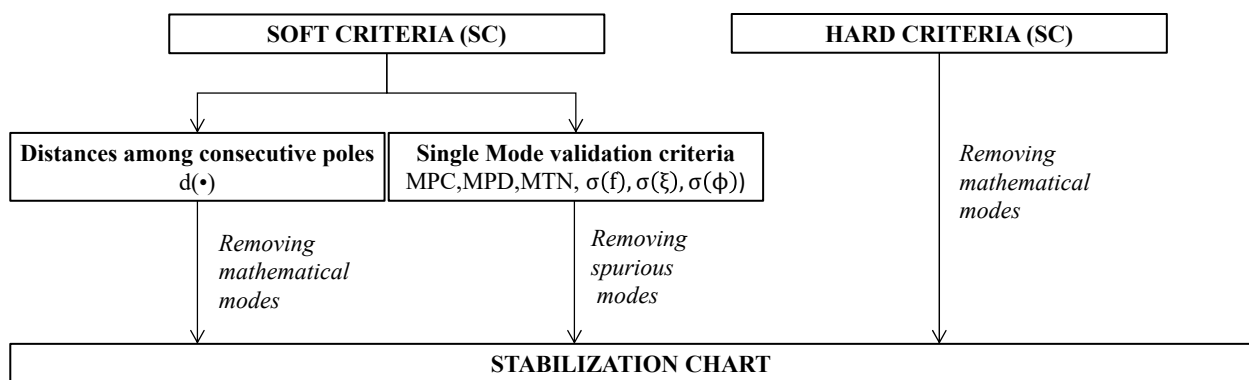 SOFT CRITERIA (SC)
HARD CRITERIA (SC)
Distances among consecutive poles
d(•)
Single Mode validation criteria
MPC,MPD,MTN, σ(f), σ(ξ), σ(ϕ))
Removing
mathematical
modes
Removing
spurious
modes
Removing
mathematical
modes
STABILIZATION CHART